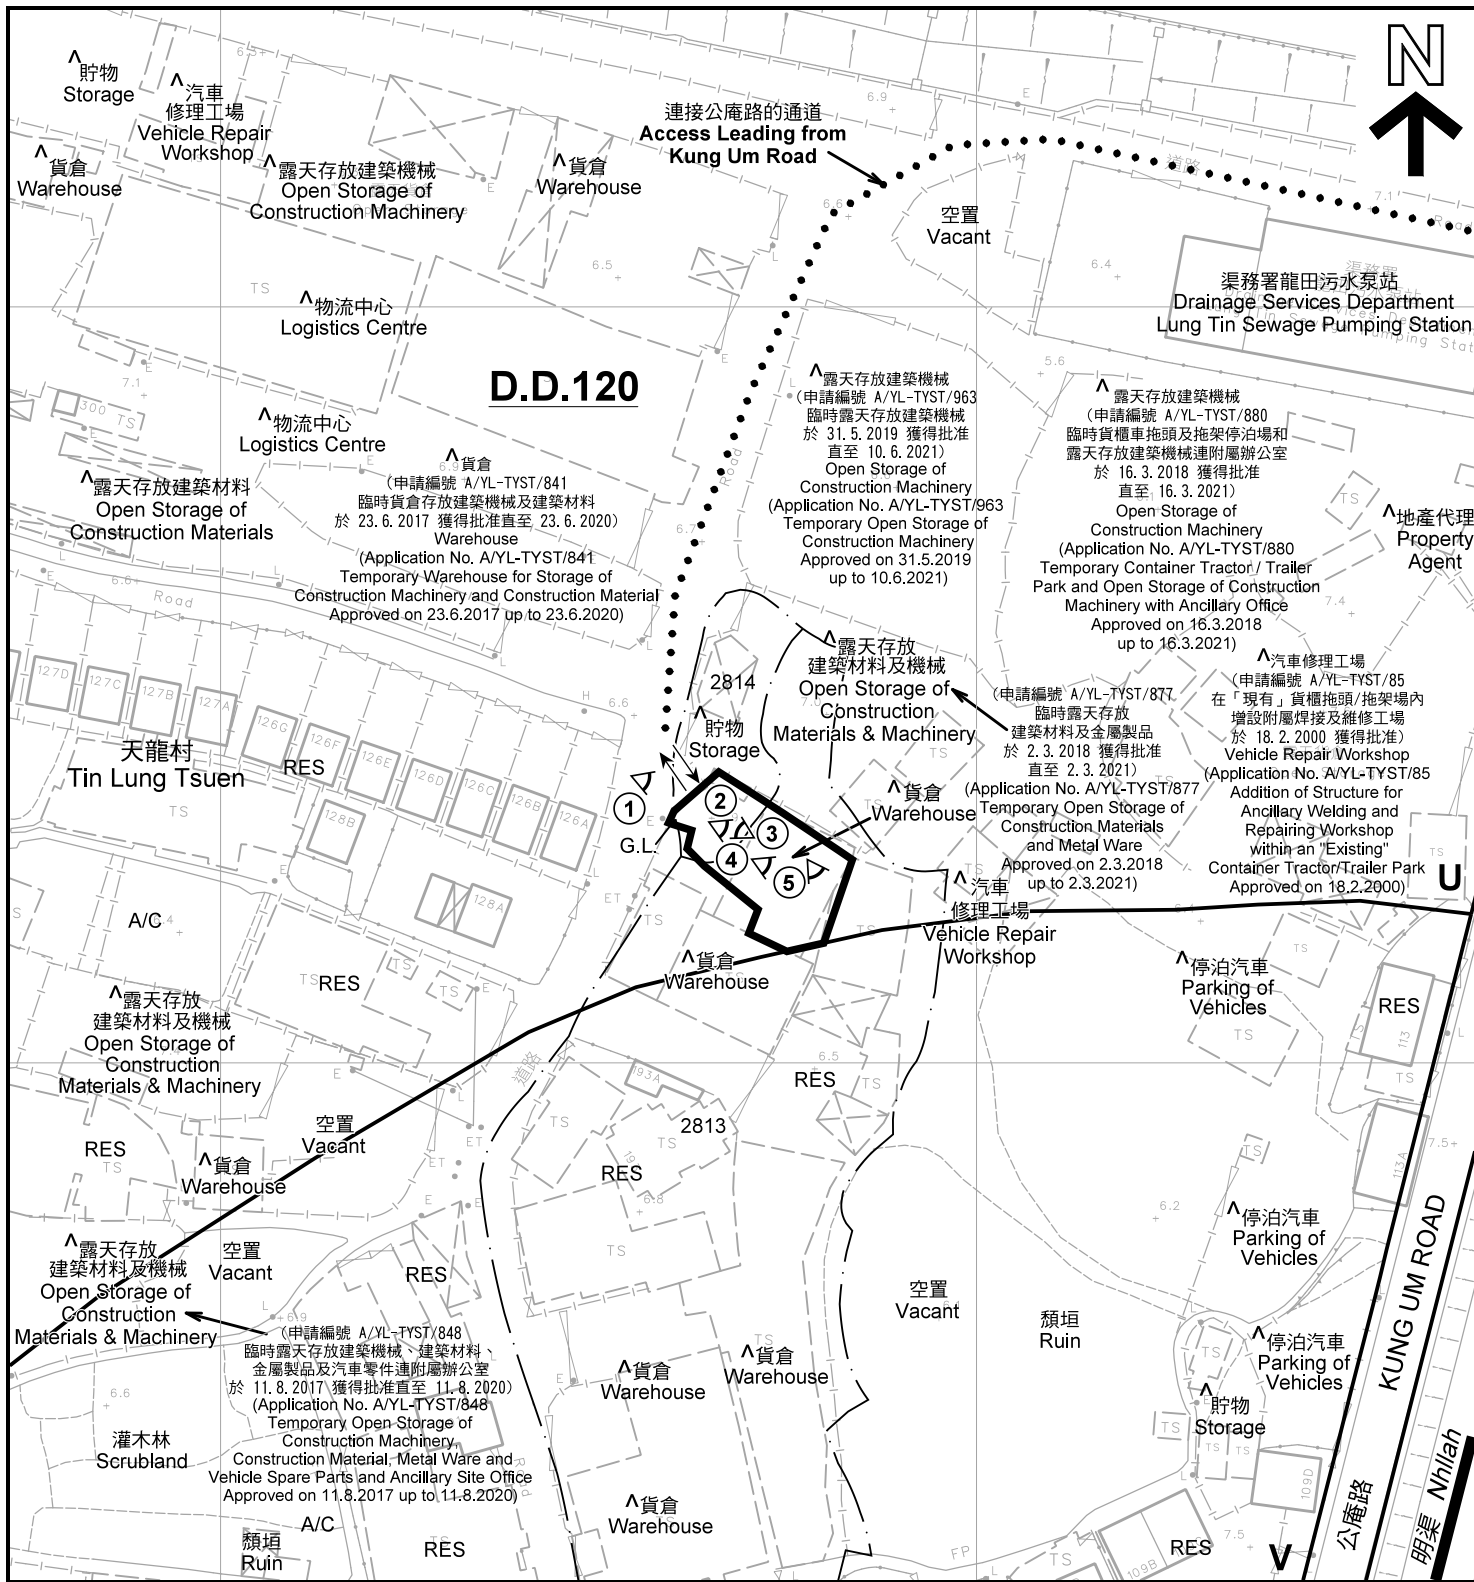 N
^貯物
Storage
^汽車
修理工場
Vehicle Repair
Workshop
^貨倉
Warehouse
^露天存放建築機械
Open Storage of
Construction Machinery
^貨倉
Warehouse
連接公庵路的通道
Access Leading from
Kung Um Road
空置
Vacant
渠務署龍田污水泵站
Drainage Services Department
Lung Tin Sewage Pumping Station
^物流中心
Logistics Centre
D.D.120
^物流中心
Logistics Centre
^露天存放建築材料
Open Storage of
Construction Materials
^貨倉
(申請編號 A/YL-TYST/841
臨時貨倉存放建築機械及建築材料
於 23.6.2017 獲得批准直至 23.6.2020)
Warehouse
(Application No. A/YL-TYST/841
Temporary Warehouse for Storage of
Construction Machinery and Construction Material
Approved on 23.6.2017 up to 23.6.2020)
^露天存放建築機械
(申請編號 A/YL-TYST/963
臨時露天存放建築機械
於 31.5.2019 獲得批准
直至 10.6.2021)
Open Storage of
Construction Machinery
(Application No. A/YL-TYST/963
Temporary Open Storage of
Construction Machinery
Approved on 31.5.2019
up to 10.6.2021)
^露天存放建築機械
(申請編號 A/YL-TYST/880
臨時貨櫃車拖頭及拖架停泊場和
露天存放建築機械連附屬辦公室
於 16.3.2018 獲得批准
直至 16.3.2021)
Open Storage of
Construction Machinery
(Application No. A/YL-TYST/880
Temporary Container Tractor / Trailer
Park and Open Storage of Construction
Machinery with Ancillary Office
Approved on 16.3.2018
up to 16.3.2021)
^地產代理
Property
Agent
^露天存放
建築材料及機械
Open Storage of
Construction
Materials & Machinery
(申請編號 A/YL-TYST/877
臨時露天存放
建築材料及金屬製品
於 2.3.2018 獲得批准
直至 2.3.2021)
(Application No. A/YL-TYST/877
Temporary Open Storage of
Construction Materials
and Metal Ware
Approved on 2.3.2018
up to 2.3.2021)
^汽車修理工場
(申請編號 A/YL-TYST/85
在「現有」貨櫃拖頭/拖架場內
增設附屬焊接及維修工場
於 18.2.2000 獲得批准)
Vehicle Repair Workshop
(Application No. A/YL-TYST/85
Addition of Structure for
Ancillary Welding and
Repairing Workshop
within an "Existing"
Container Tractor/Trailer Park
Approved on 18.2.2000)
2814
^貯物
Storage
天龍村
Tin Lung Tsuen
RES
127D
127C
127B
127A
126G
126F
126E
126D
126C
126B
126A
128B
128A
1
2
3
4
5
G.L.
^貨倉
Warehouse
U
^汽車
修理工場
Vehicle Repair
Workshop
A/C
RES
^貨倉
Warehouse
^停泊汽車
Parking of
Vehicles
RES
113
^露天存放
建築材料及機械
Open Storage of
Construction
Materials & Machinery
道路
193A
RES
2813
空置
Vacant
RES
^貨倉
Warehouse
RES
113A
^露天存放
建築材料及機械
Open Storage of
Construction
Materials & Machinery
空置
Vacant
RES
^停泊汽車
Parking of
Vehicles
KUNG UM ROAD
空置
Vacant
頹垣
Ruin
^停泊汽車
Parking of
Vehicles
(申請編號 A/YL-TYST/848
臨時露天存放建築機械、建築材料、
金屬製品及汽車零件連附屬辦公室
於 11.8.2017 獲得批准直至 11.8.2020)
(Application No. A/YL-TYST/848
Temporary Open Storage of
Construction Machinery,
Construction Material, Metal Ware and
Vehicle Spare Parts and Ancillary Site Office
Approved on 11.8.2017 up to 11.8.2020)
^貨倉
Warehouse
^貨倉
Warehouse
^貯物
Storage
灌木林
Scrubland
A/C
^貨倉
Warehouse
109D
公庵路
明渠 Nhllah
頹垣
Ruin
RES
FP
109B
RES
V